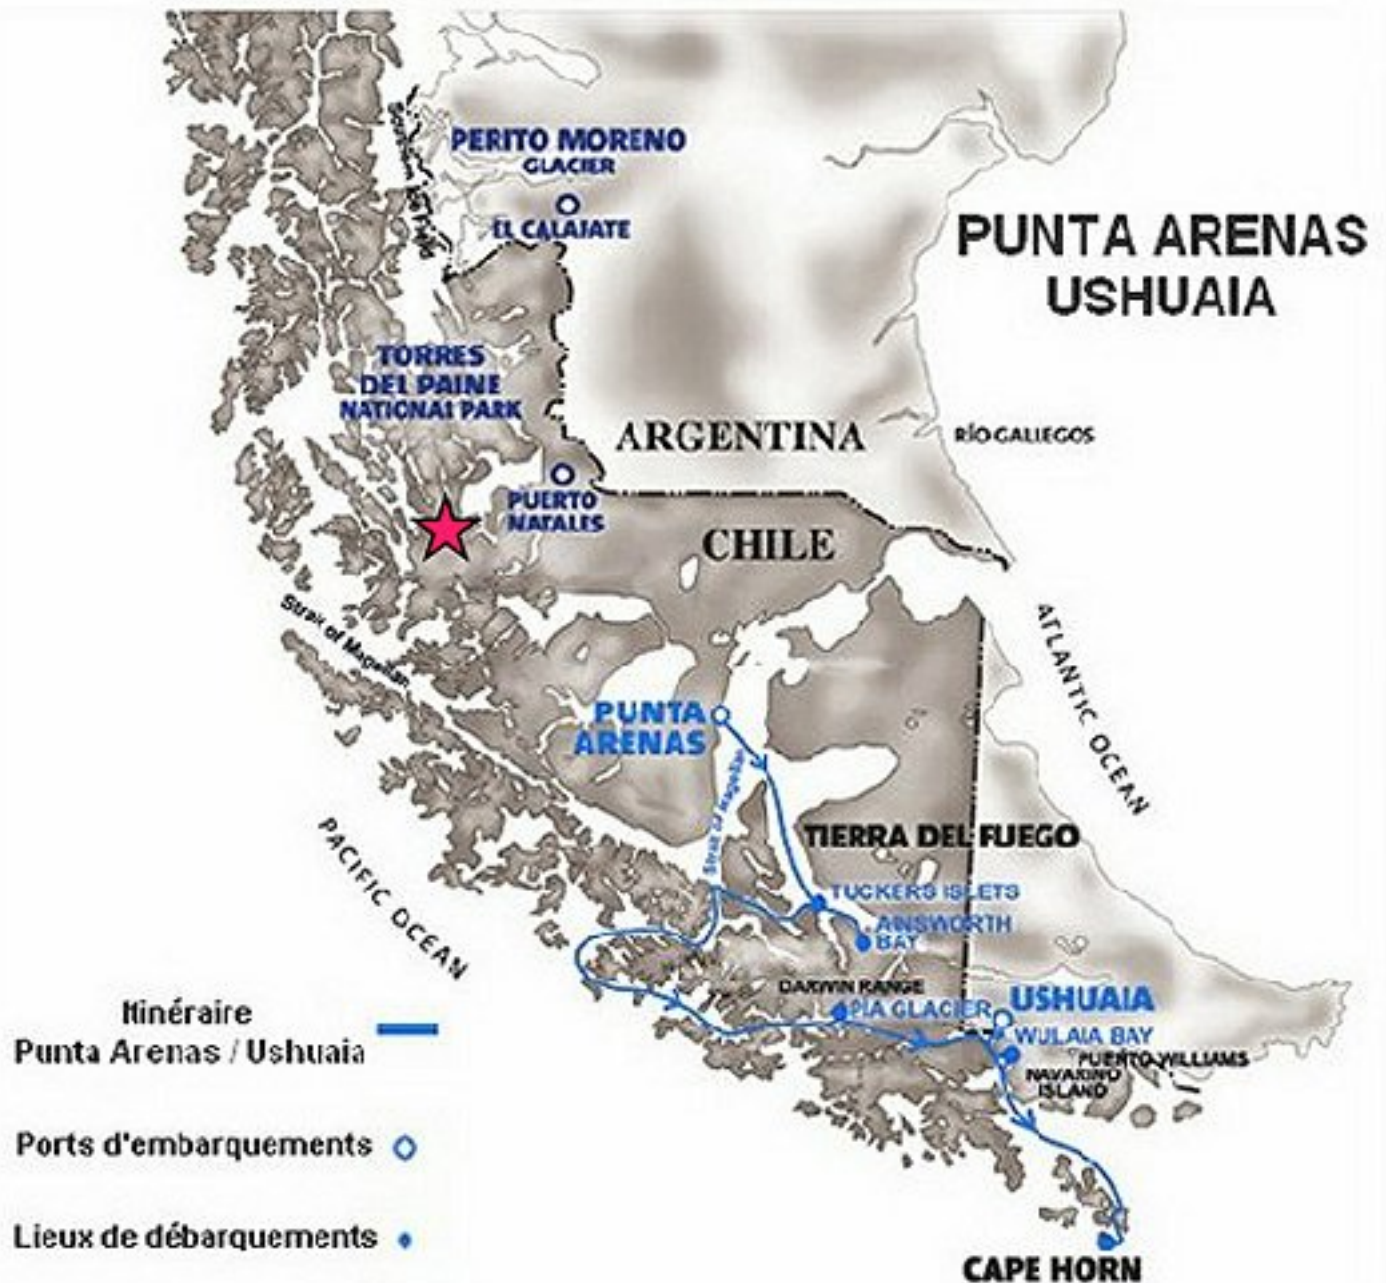 PERITO MORENO
GLACIER
EL CALAJATE
PUNTA ARENAS
USHUAIA
TORRES
DEL PAINE
NATIONAL PARK
ARGENTINA
RÍO GALLEGOS
PUERTO
NATALES
CHILE
Strait of Magellan
ATLANTIC OCEAN
PUNTA
ARENAS
Strait of Magellan
TIERRA DEL FUEGO
PACIFIC OCEAN
TUCKERS ISLETS
AINSWORTH
BAY
DARWIN RANGE
PIA GLACIER
USHUAIA
WULAIA BAY
PUERTO WILLIAMS
NAVARINO
ISLAND
Itinéraire
Punta Arenas / Ushuaia
Ports d'embarquements
Lieux de débarquements
CAPE HORN